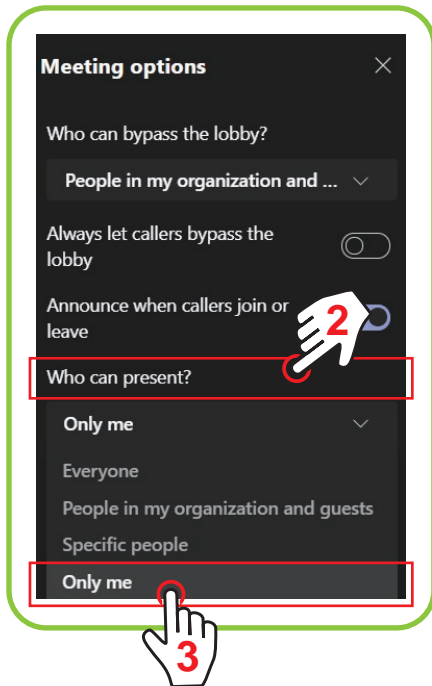 Meeting options
Who can bypass the lobby?
People in my organization and ...
Always let callers bypass the
lobby
Announce when callers join or
leave
2
Who can present?
Only me
Everyone
People in my organization and guests
Specific people
Only me
3